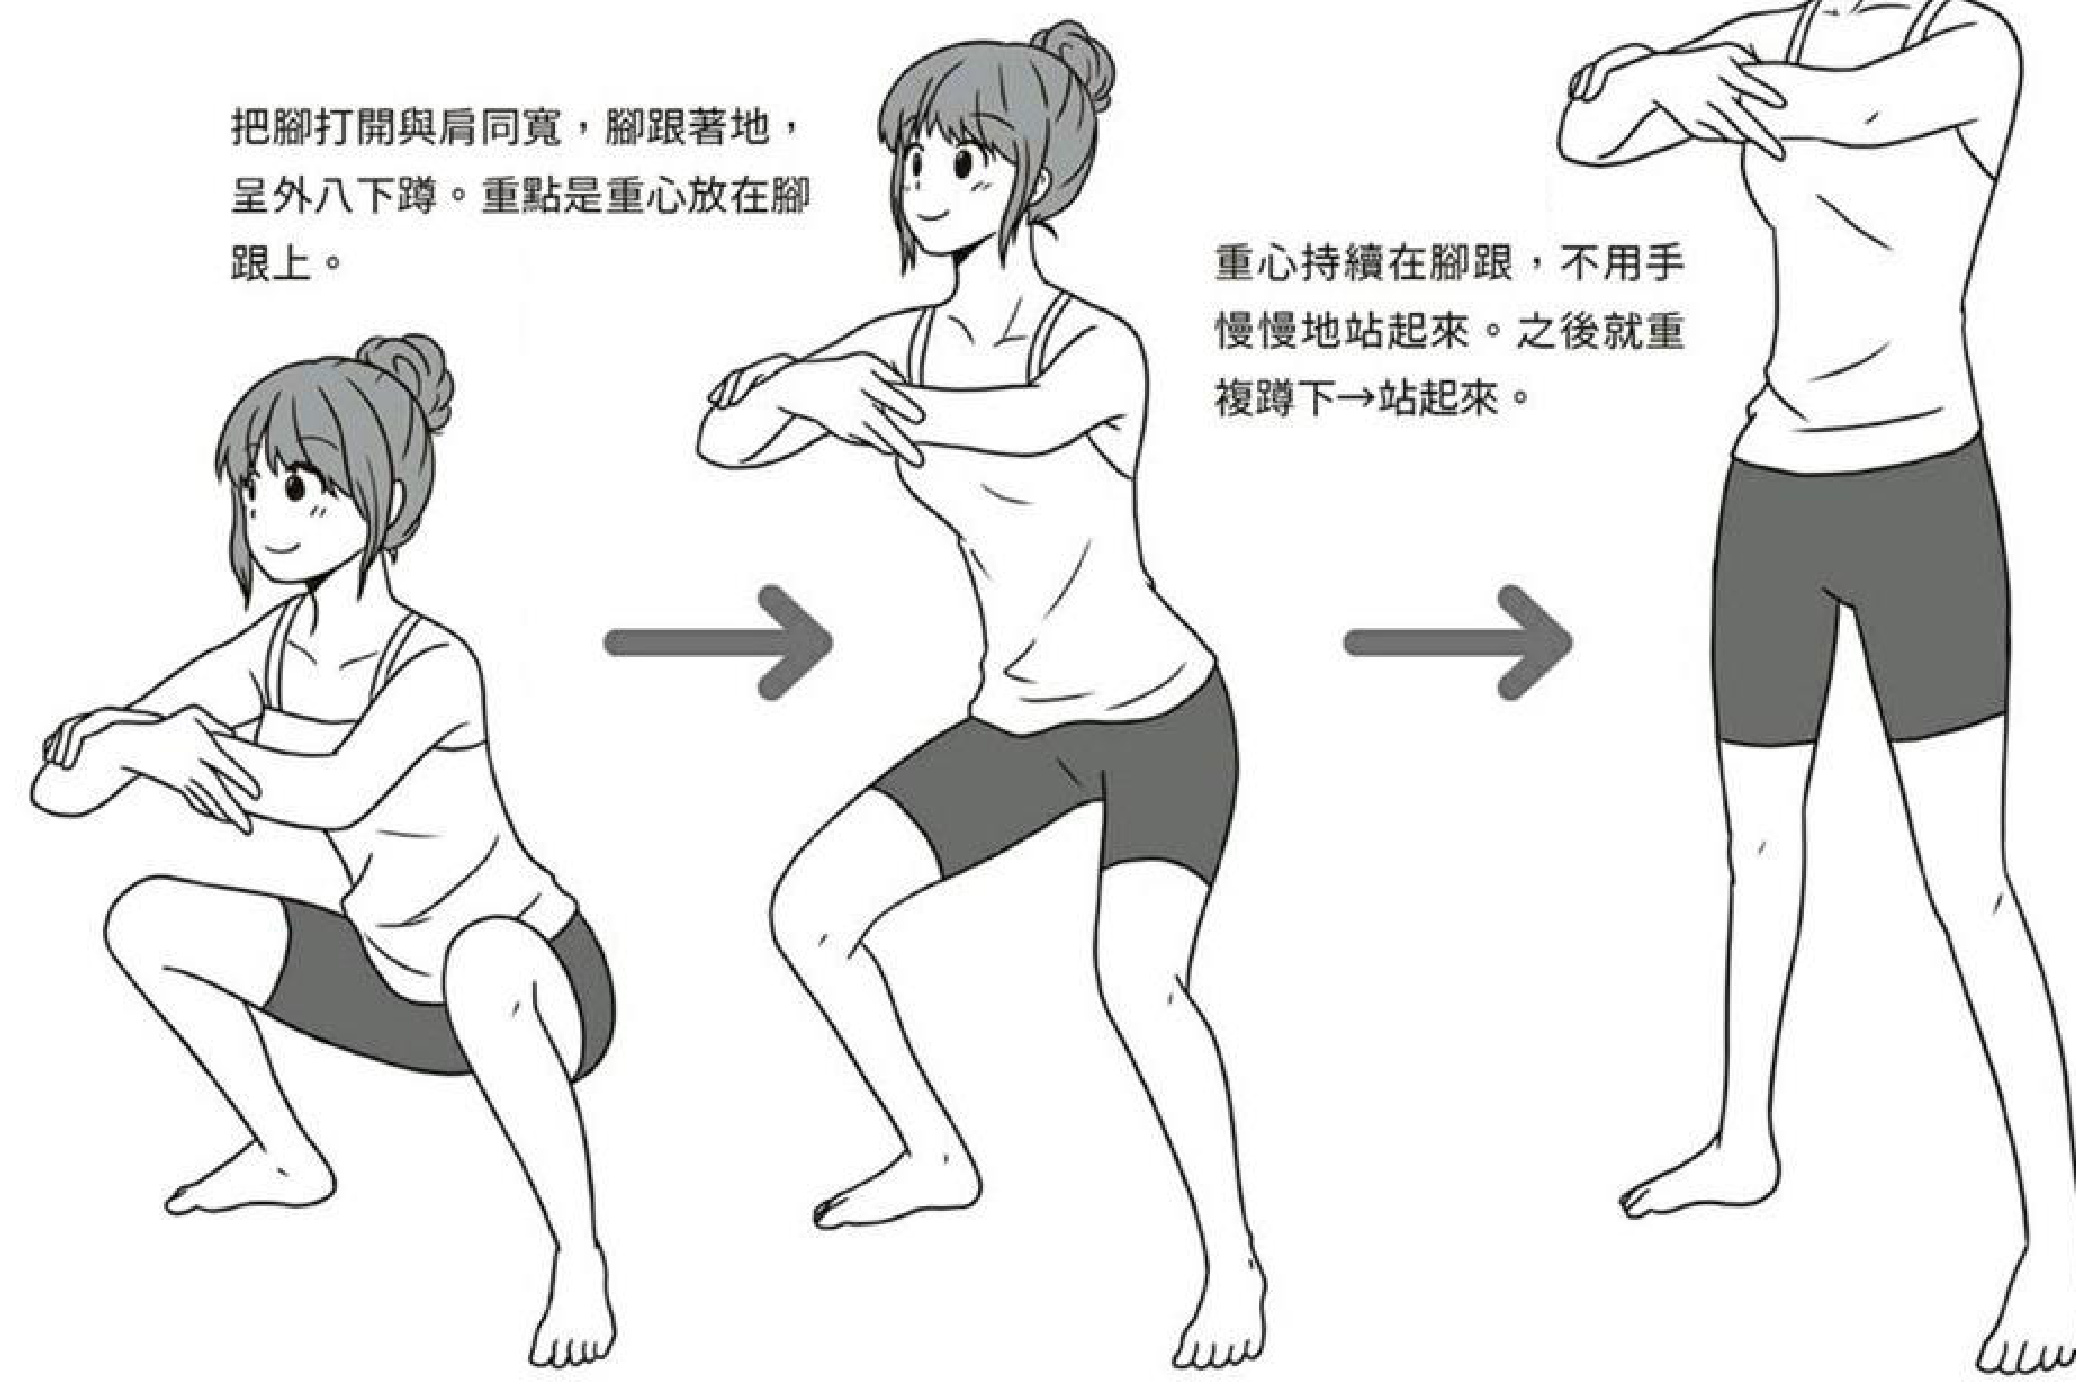 把腳打開與肩同寬，腳跟著地，
呈外八下蹲。重點是重心放在腳
跟上。
重心持續在腳跟，不用手
慢慢地站起來。之後就重
複蹲下→站起來。